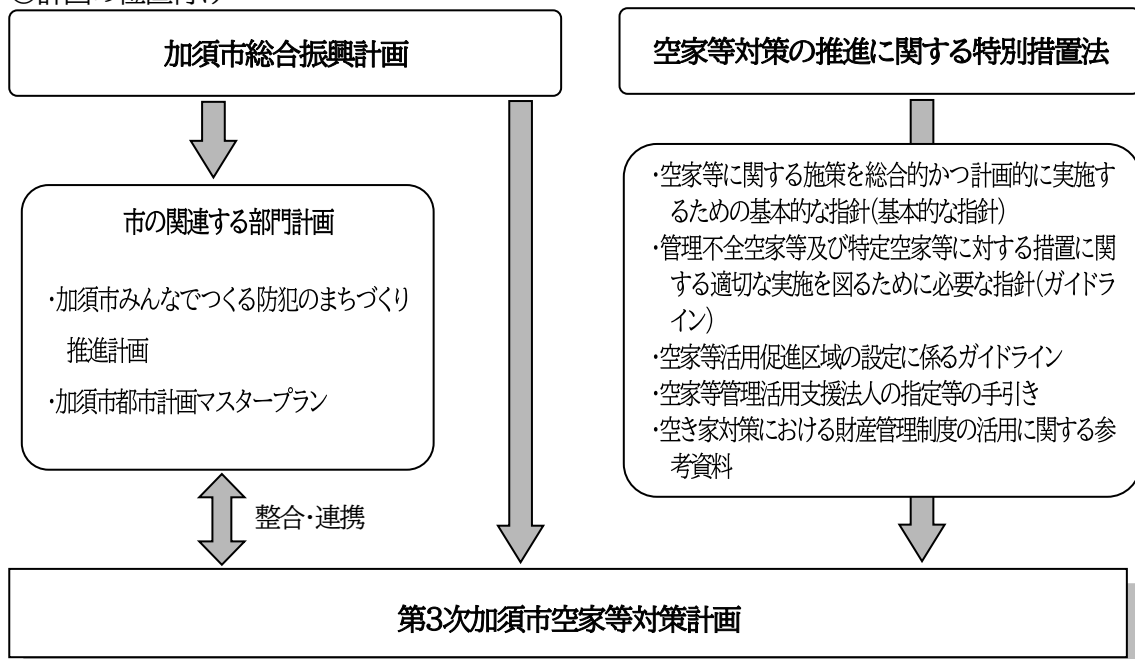 加須市総合振興計画
空家等対策の推進に関する特別措置法
市の関連する部門計画
・加須市みんなでつくる防犯のまちづくり
推進計画
・加須市都市計画マスタープラン
・空家等に関する施策を総合的かつ計画的に実施す
るための基本的な指針(基本的な指針)
・管理不全空家等及び特定空家等に対する措置に関
する適切な実施を図るために必要な指針(ガイドラ
イン)
・空家等活用促進区域の設定に係るガイドライン
・空家等管理活用支援法人の指定等の手引き
・空き家対策における財産管理制度の活用に関する参
考資料
整合・連携
第3次加須市空家等対策計画